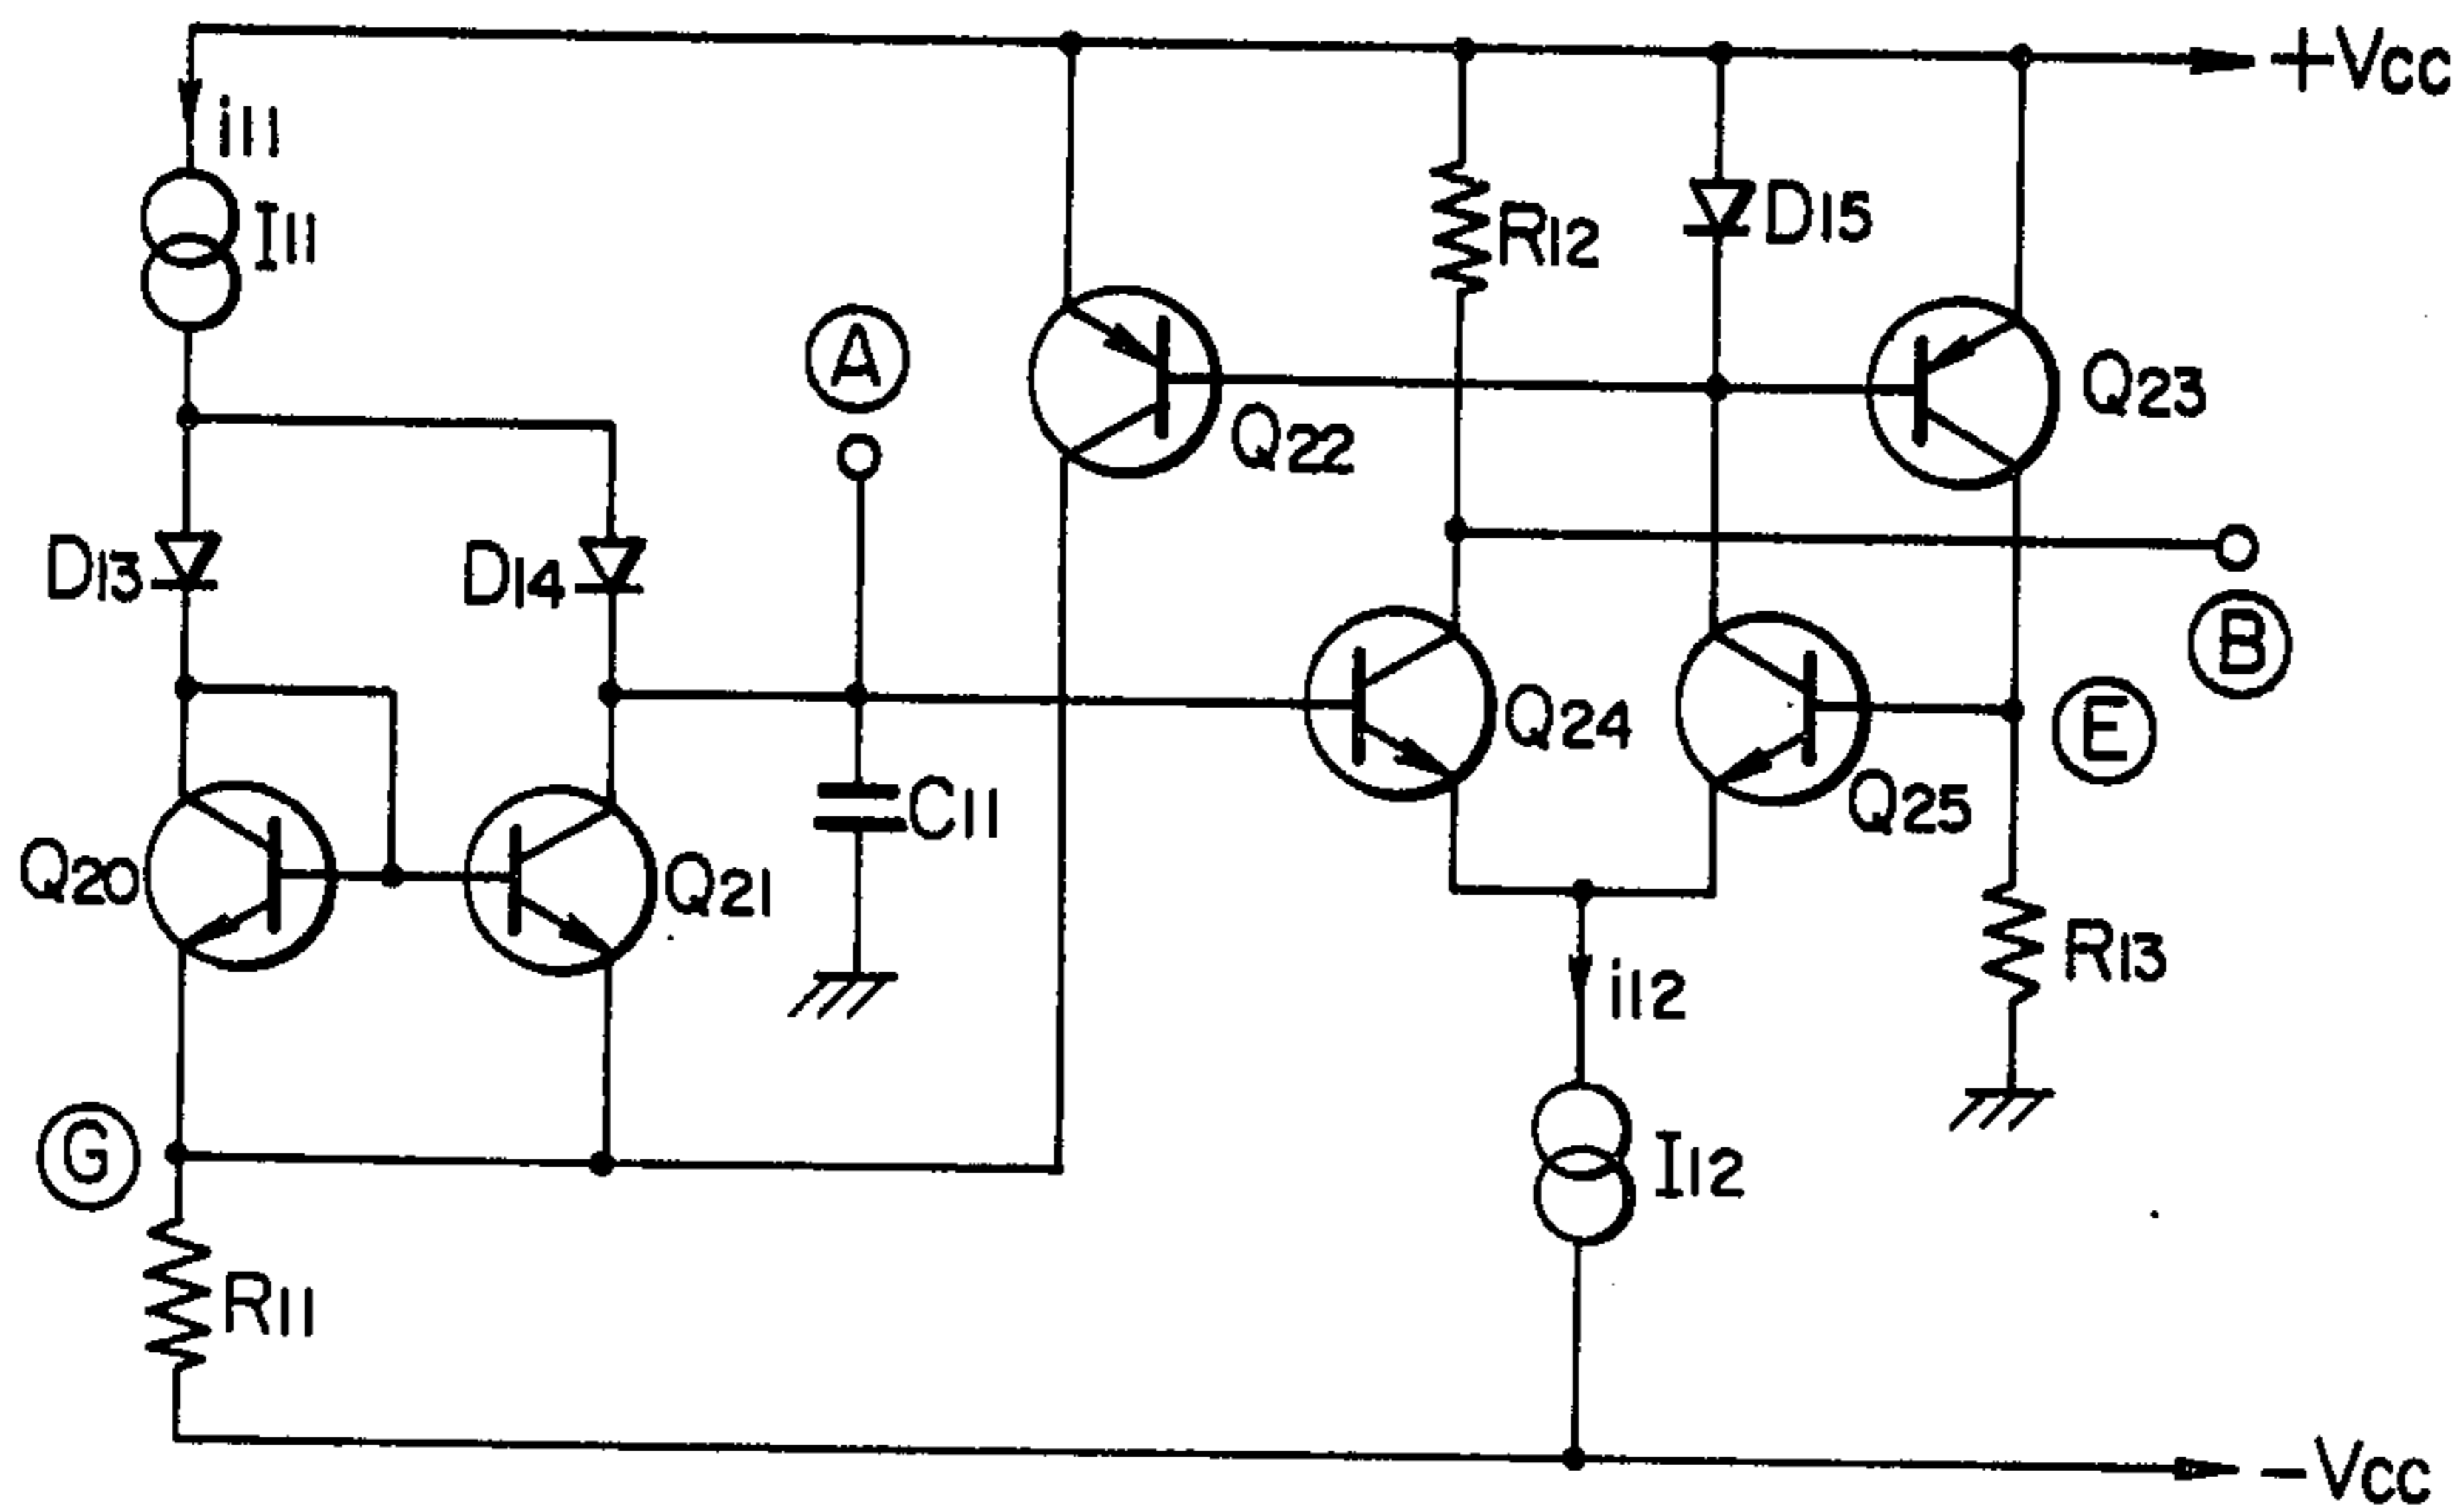 +Vcc
i11
I11
R12
D15
A
Q22
Q23
D13
D14
B
Q24
E
Q25
C11
Q20
Q21
R13
i12
G
I12
R11
-Vcc